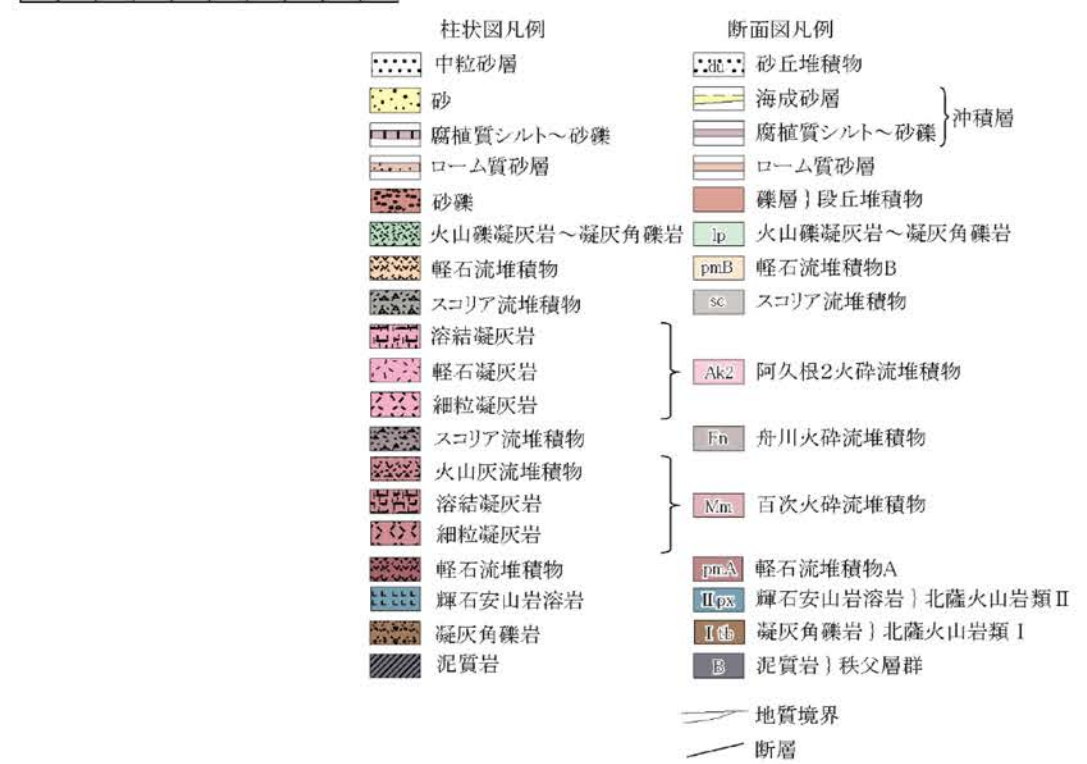 柱状図凡例
中粒砂層
砂
腐植質シルト～砂礫
ローム質砂層
砂礫
火山礫凝灰岩～凝灰角礫岩
軽石流堆積物
スコリア流堆積物
溶結凝灰岩
軽石凝灰岩
細粒凝灰岩
スコリア流堆積物
火山灰流堆積物
溶結凝灰岩
細粒凝灰岩
軽石流堆積物
輝石安山岩溶岩
凝灰角礫岩
泥質岩
断面図凡例
du 砂丘堆積物
海成砂層
腐植質シルト～砂礫
沖積層
ローム質砂層
礫層}段丘堆積物
lp 火山礫凝灰岩～凝灰角礫岩
pmB 軽石流堆積物B
sc スコリア流堆積物
Ak2 阿久根2火砕流堆積物
Fn 舟川火砕流堆積物
Mm 百次火砕流堆積物
pmA 軽石流堆積物A
Ⅱpx 輝石安山岩溶岩}北薩火山岩類Ⅱ
Ⅰtb 凝灰角礫岩}北薩火山岩類Ⅰ
B 泥質岩}秩父層群
地質境界
断層